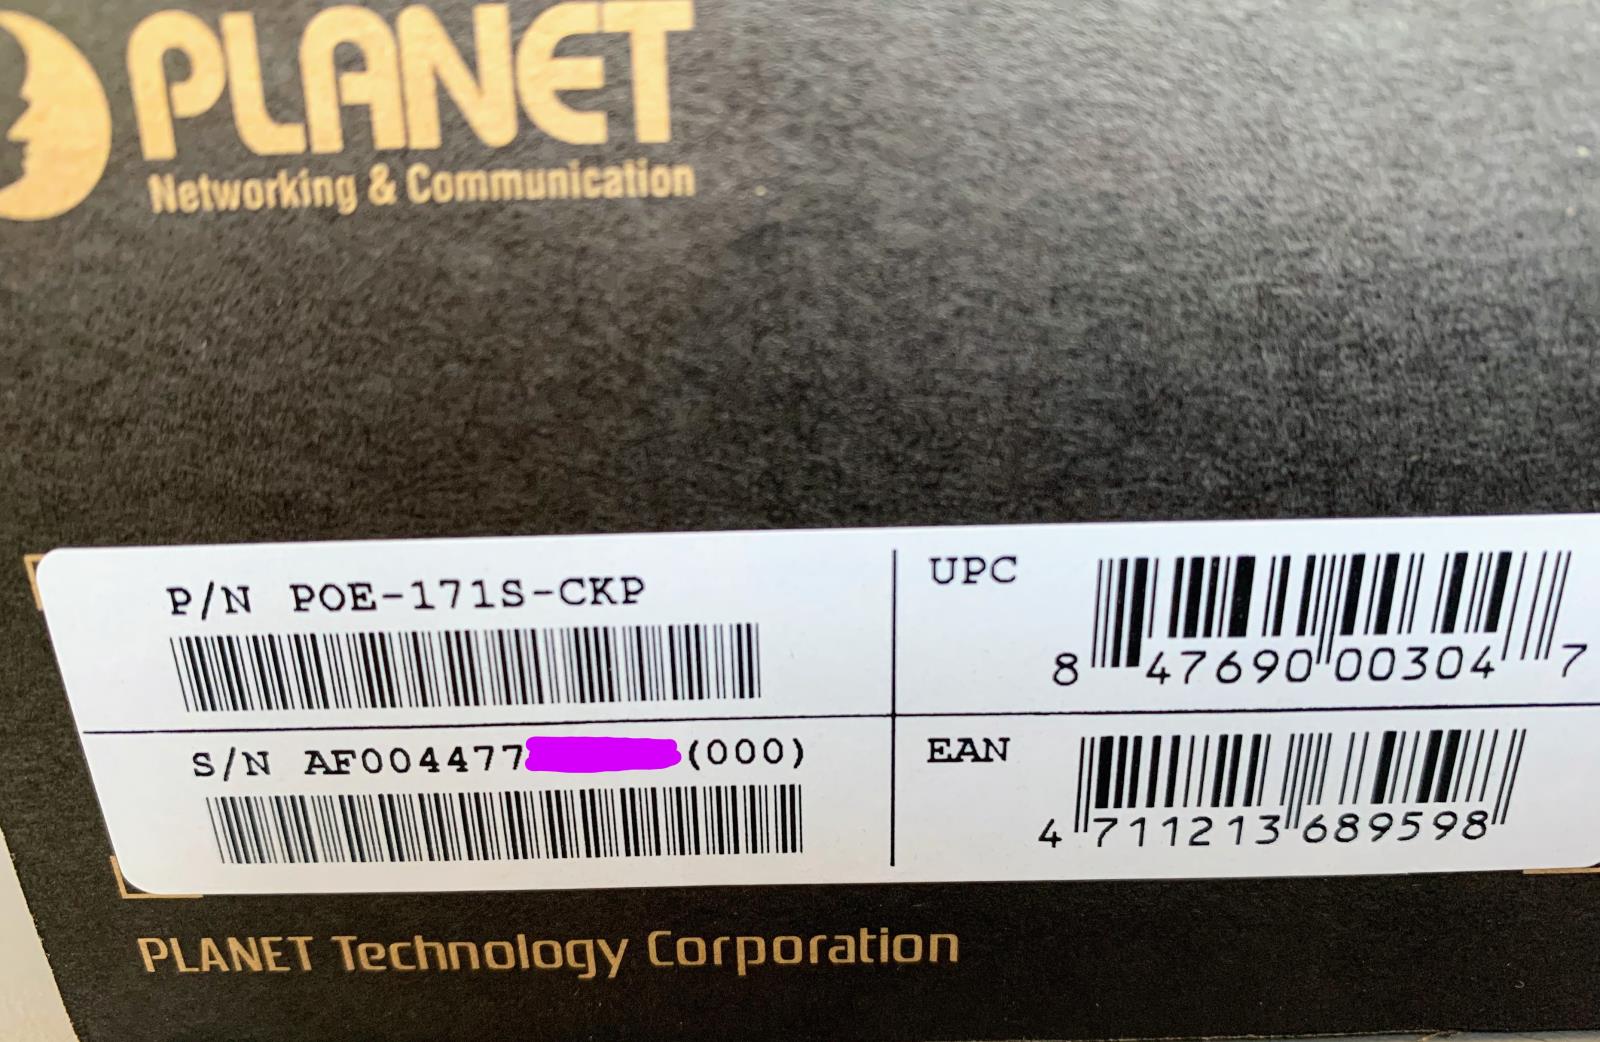 PLANET
Networking & Communication
P/N POE-171S-CKP
UPC
8 47690 00304 7
S/N AF004477 (000)
EAN
4 711213 689598
PLANET Technology Corporation